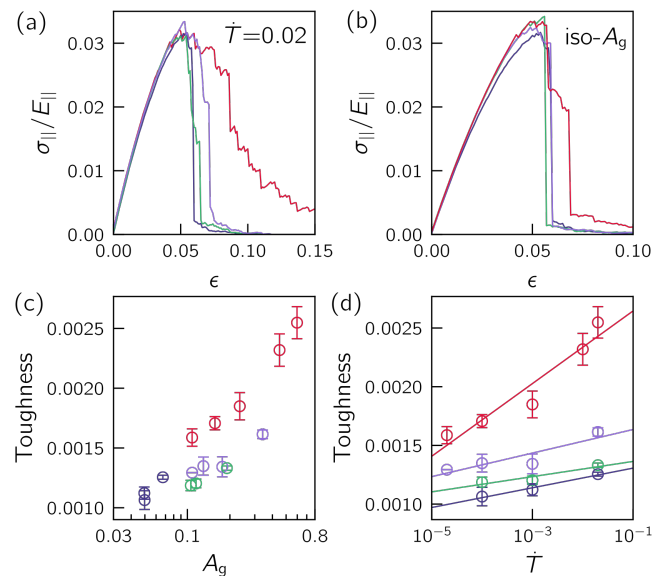 (a)
Ṫ=0.02
σ||/E||
0.03
0.02
0.01
0.00
0.00 0.05 0.10 0.15
ϵ
(b)
iso-Ag
σ||/E||
0.03
0.02
0.01
0.00
0.00 0.05 0.10
ϵ
(c)
Toughness
0.0025
0.0020
0.0015
0.0010
0.03 0.1 0.8
Ag
(d)
Toughness
0.0025
0.0020
0.0015
0.0010
10⁻⁵ 10⁻³ 10⁻¹
Ṫ